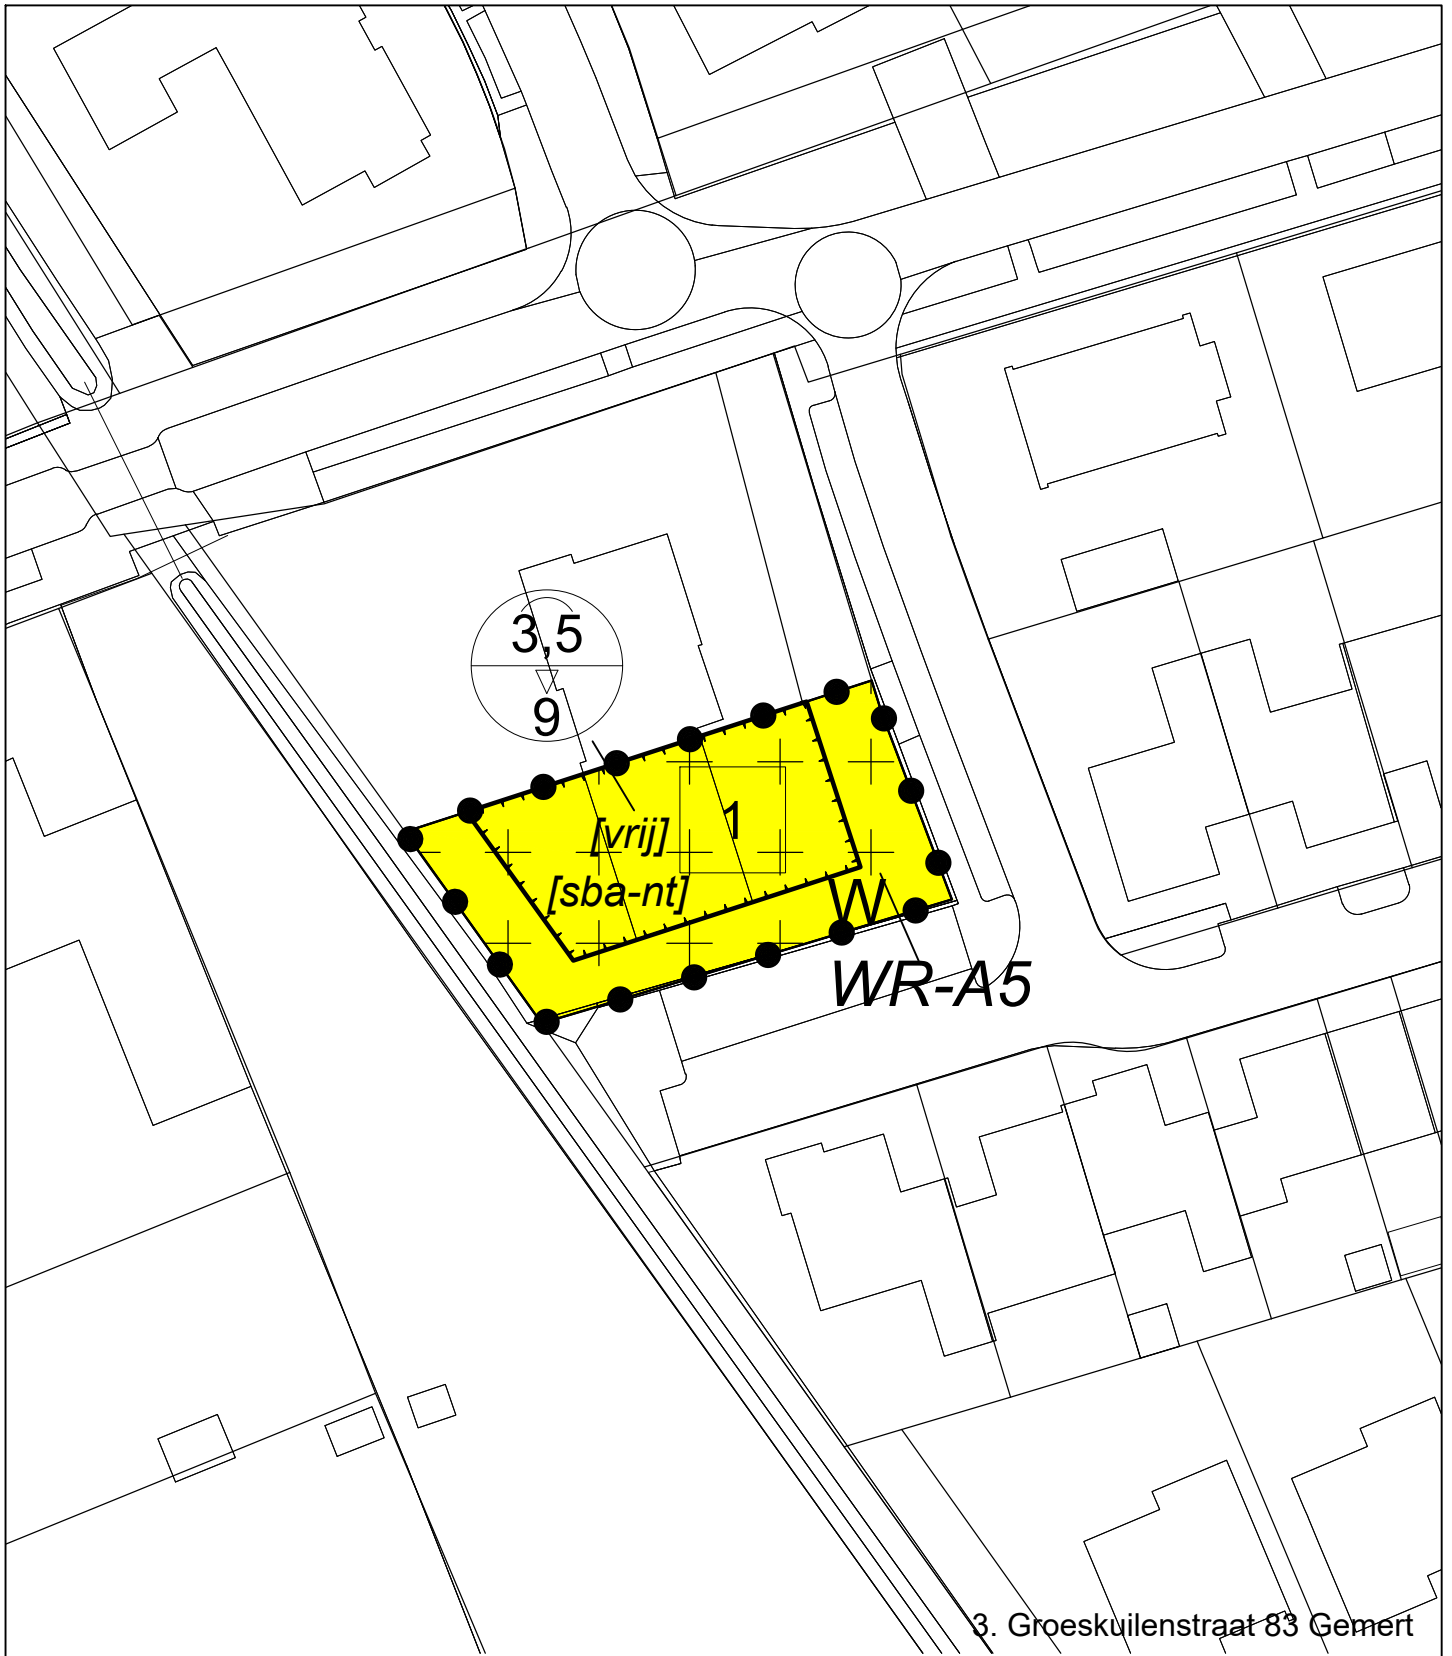 3,5
9
[vrij]
1
[sba-nt]
W
WR-A5
3. Groeskuilenstraat 83 Gemert